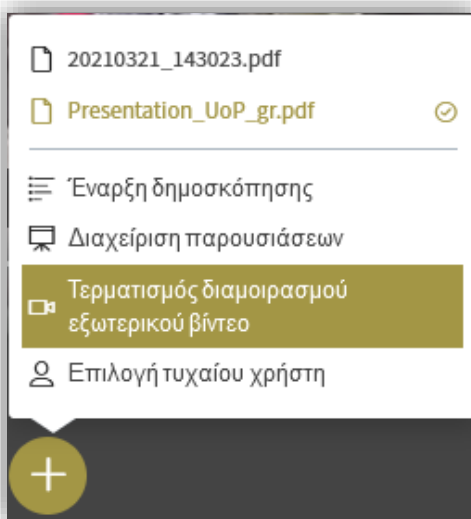 20210321_143023.pdf
Presentation_UoP_gr.pdf
Έναρξη δημοσκόπησης
Διαχείριση παρουσιάσεων
Τερματισμός διαμοιρασμού
εξωτερικού βίντεο
Επιλογή τυχαίου χρήστη